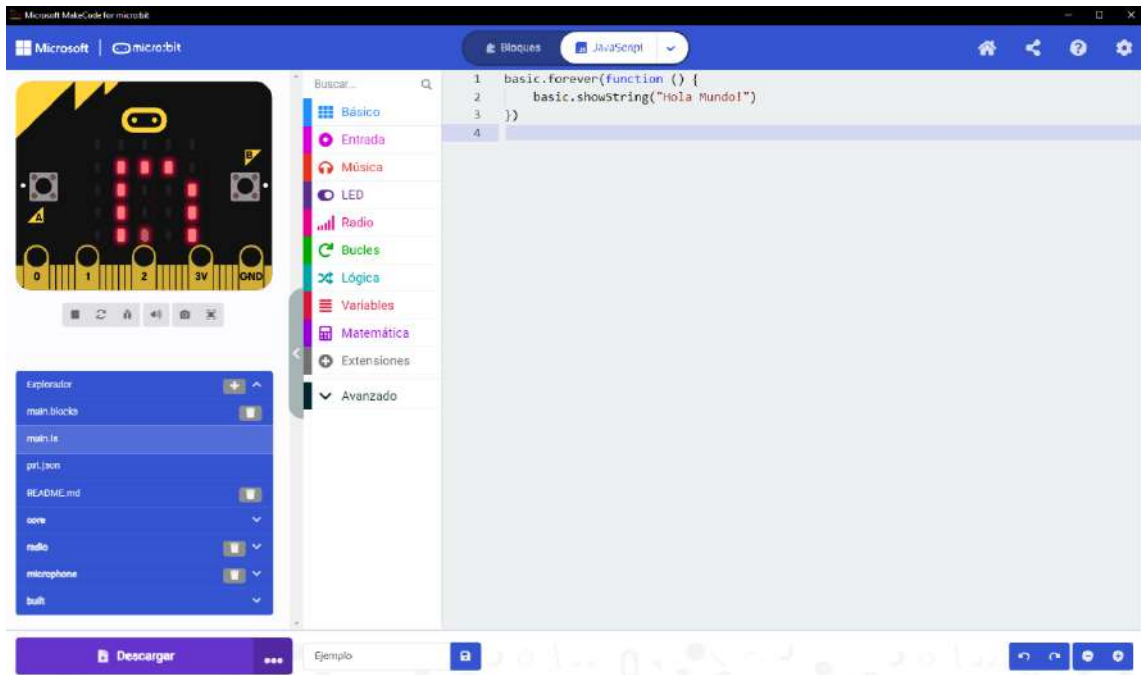 Microsoft MakeCode for micro:bit
Microsoft | micro:bit
Bloques
JavaScript
A
B
0 1 2 3V GND
Buscar...
Básico
Entrada
Música
LED
Radio
Bucles
Lógica
Variables
Matemática
Extensiones
Avanzado
1 basic.forever(function () {
2 basic.showString("Hola Mundo!")
3 })
4
Explorador
main.blocks
main.ts
pxt.json
README.md
core
radio
microphone
built
Descargar
Ejemplo